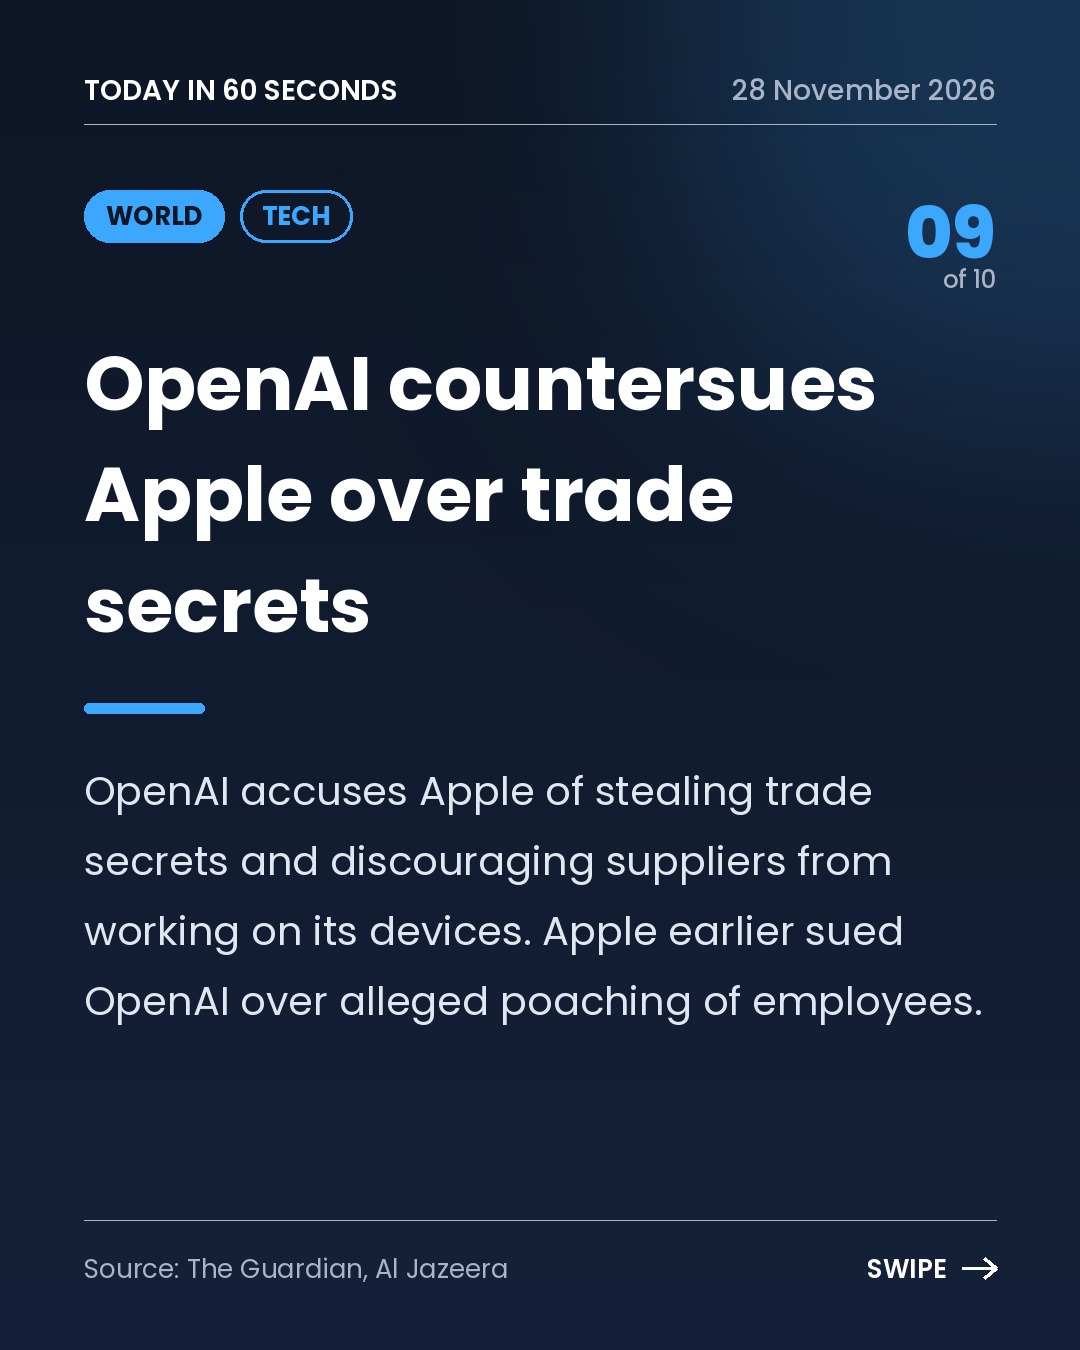 TODAY IN 60 SECONDS
28 November 2026
WORLD
TECH
09
of 10
OpenAI countersues
Apple over trade
secrets
OpenAI accuses Apple of stealing trade
secrets and discouraging suppliers from
working on its devices. Apple earlier sued
OpenAI over alleged poaching of employees.
Source: The Guardian, Al Jazeera
SWIPE →